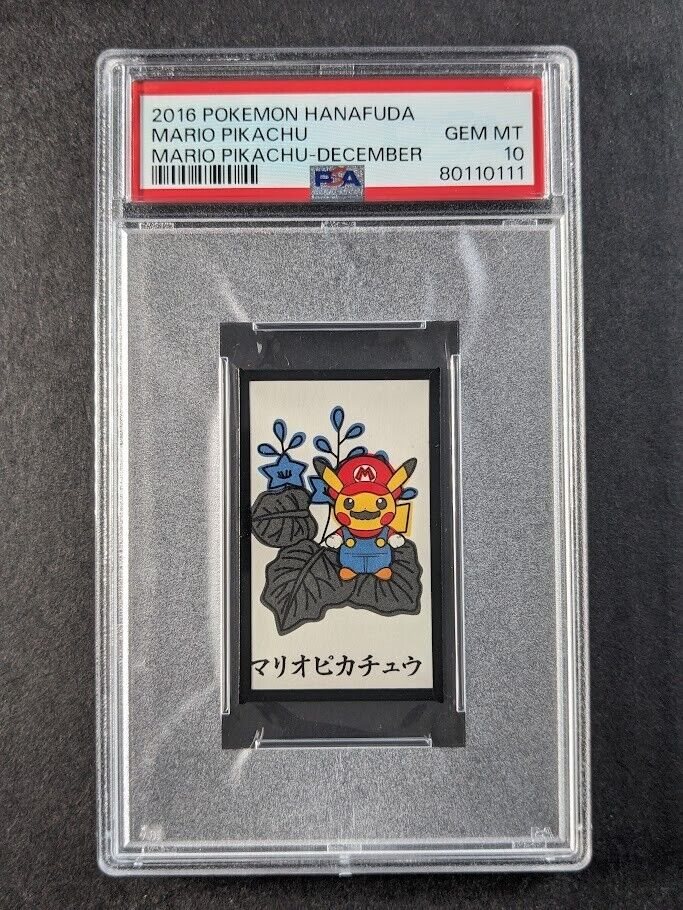 2016 POKEMON HANAFUDA
MARIO PIKACHU GEM MT
MARIO PIKACHU-DECEMBER 10
80110111
PSA
M
マリオピカチュウ